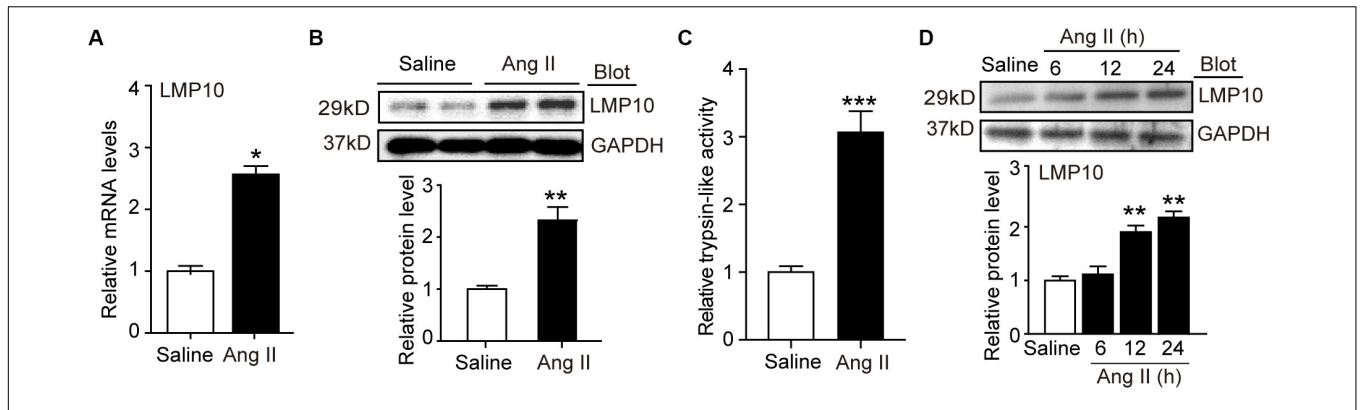 A
LMP10
Relative mRNA levels
4
3
2
1
0
*
Saline Ang II
B
Saline Ang II Blot
29kD LMP10
37kD GAPDH
Relative protein level
3
2
1
0
**
Saline Ang II
C
Relative trypsin-like activity
4
3
2
1
0
***
Saline Ang II
D
Ang II (h)
Saline 6 12 24 Blot
29kD LMP10
37kD GAPDH
LMP10
Relative protein level
3
2
1
0
** **
Saline 6 12 24
Ang II (h)